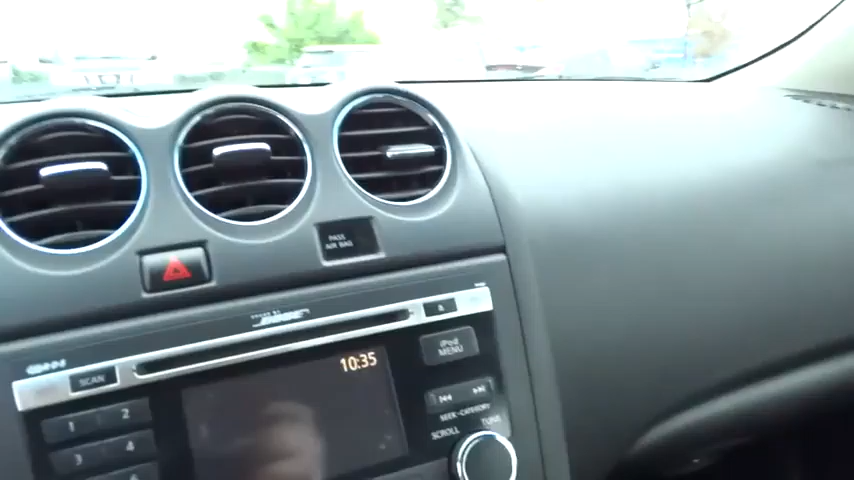 PASS
AIR BAG
BOSE
SCAN
10:35
iPod
MENU
1
2
3
4
SEEK·CATEGORY
SCROLL
TUNE